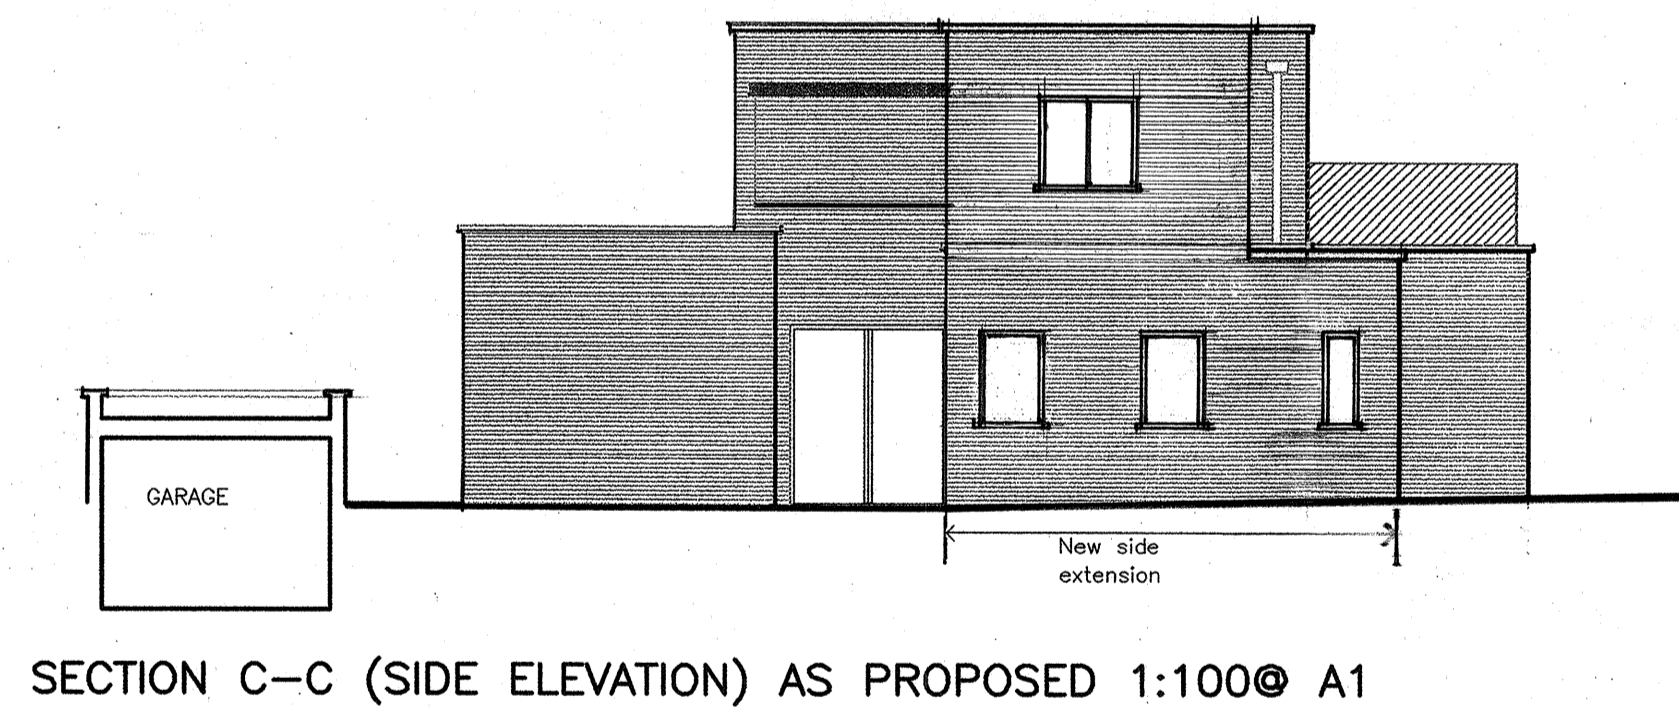 GARAGE
New side
extension
SECTION C-C (SIDE ELEVATION) AS PROPOSED 1:100@ A1